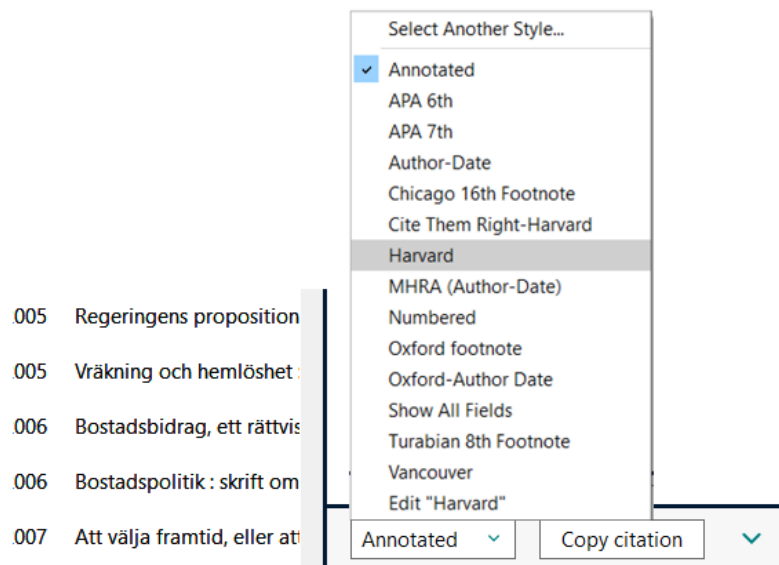 Select Another Style...
Annotated
APA 6th
APA 7th
Author-Date
Chicago 16th Footnote
Cite Them Right-Harvard
Harvard
MHRA (Author-Date)
Numbered
Oxford footnote
Oxford-Author Date
Show All Fields
Turabian 8th Footnote
Vancouver
Edit "Harvard"
005 Regeringens proposition
005 Vräkning och hemlöshet :
006 Bostadsbidrag, ett rättvis
006 Bostadspolitik : skrift om
007 Att välja framtid, eller att
Annotated
Copy citation